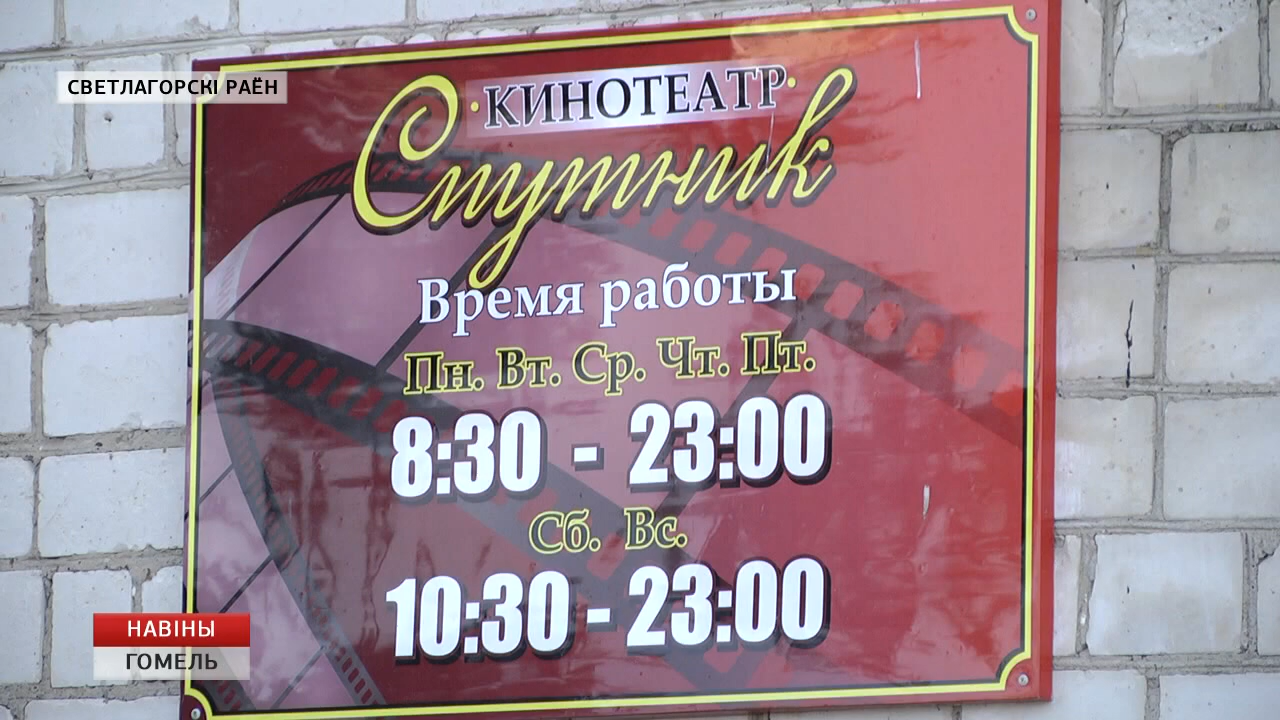 СВЕТЛАГОРСКІ РАЁН
·КИНОТЕАТР·
Спутник
Время работы
Пн. Вт. Ср. Чт. Пт.
8:30 - 23:00
Сб. Вс.
10:30 - 23:00
НАВІНЫ
ГОМЕЛЬ